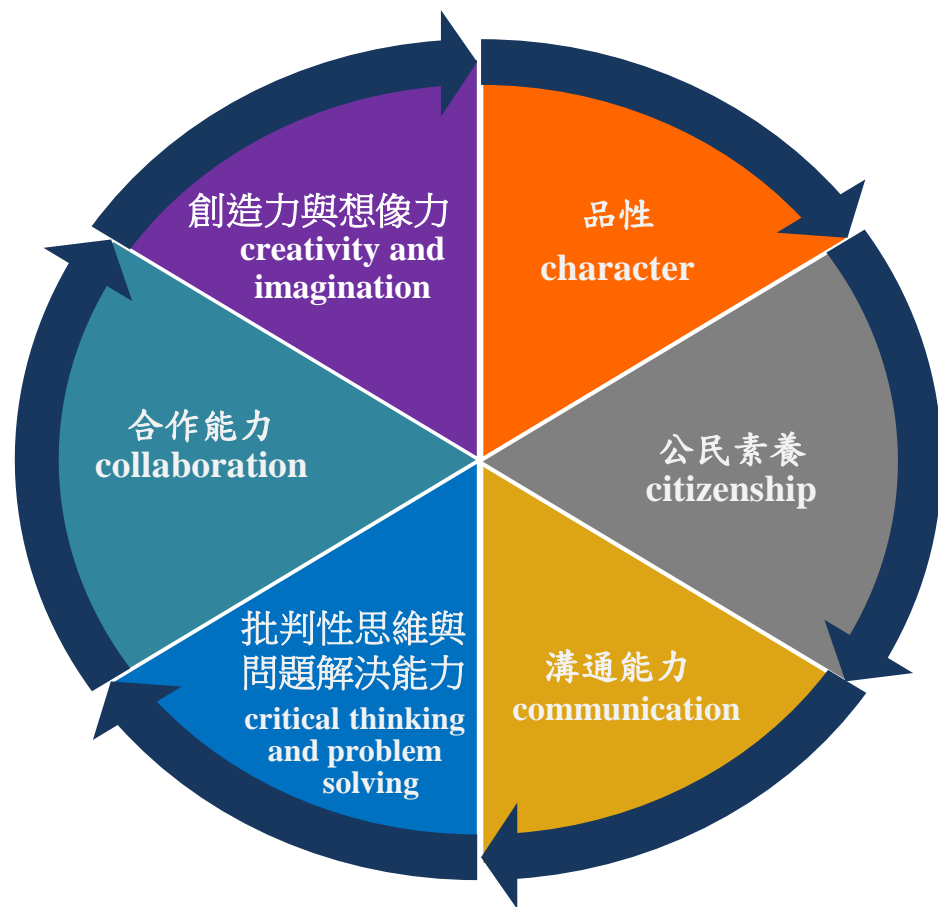 創造力與想像力
creativity and
imagination
品性
character
合作能力
collaboration
公民素養
citizenship
批判性思維與
問題解決能力
critical thinking
and problem
solving
溝通能力
communication